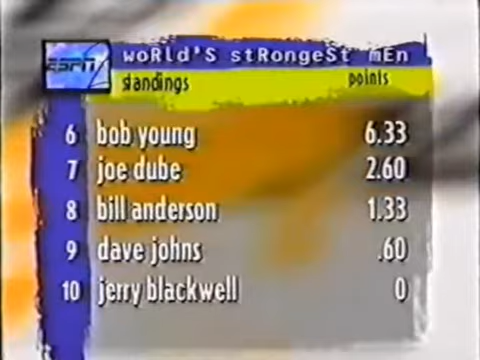 ESPN
woRld'S stRongeSt mEn
standings points
6 bob young 6.33
7 joe dube 2.60
8 bill anderson 1.33
9 dave johns .60
10 jerry blackwell 0